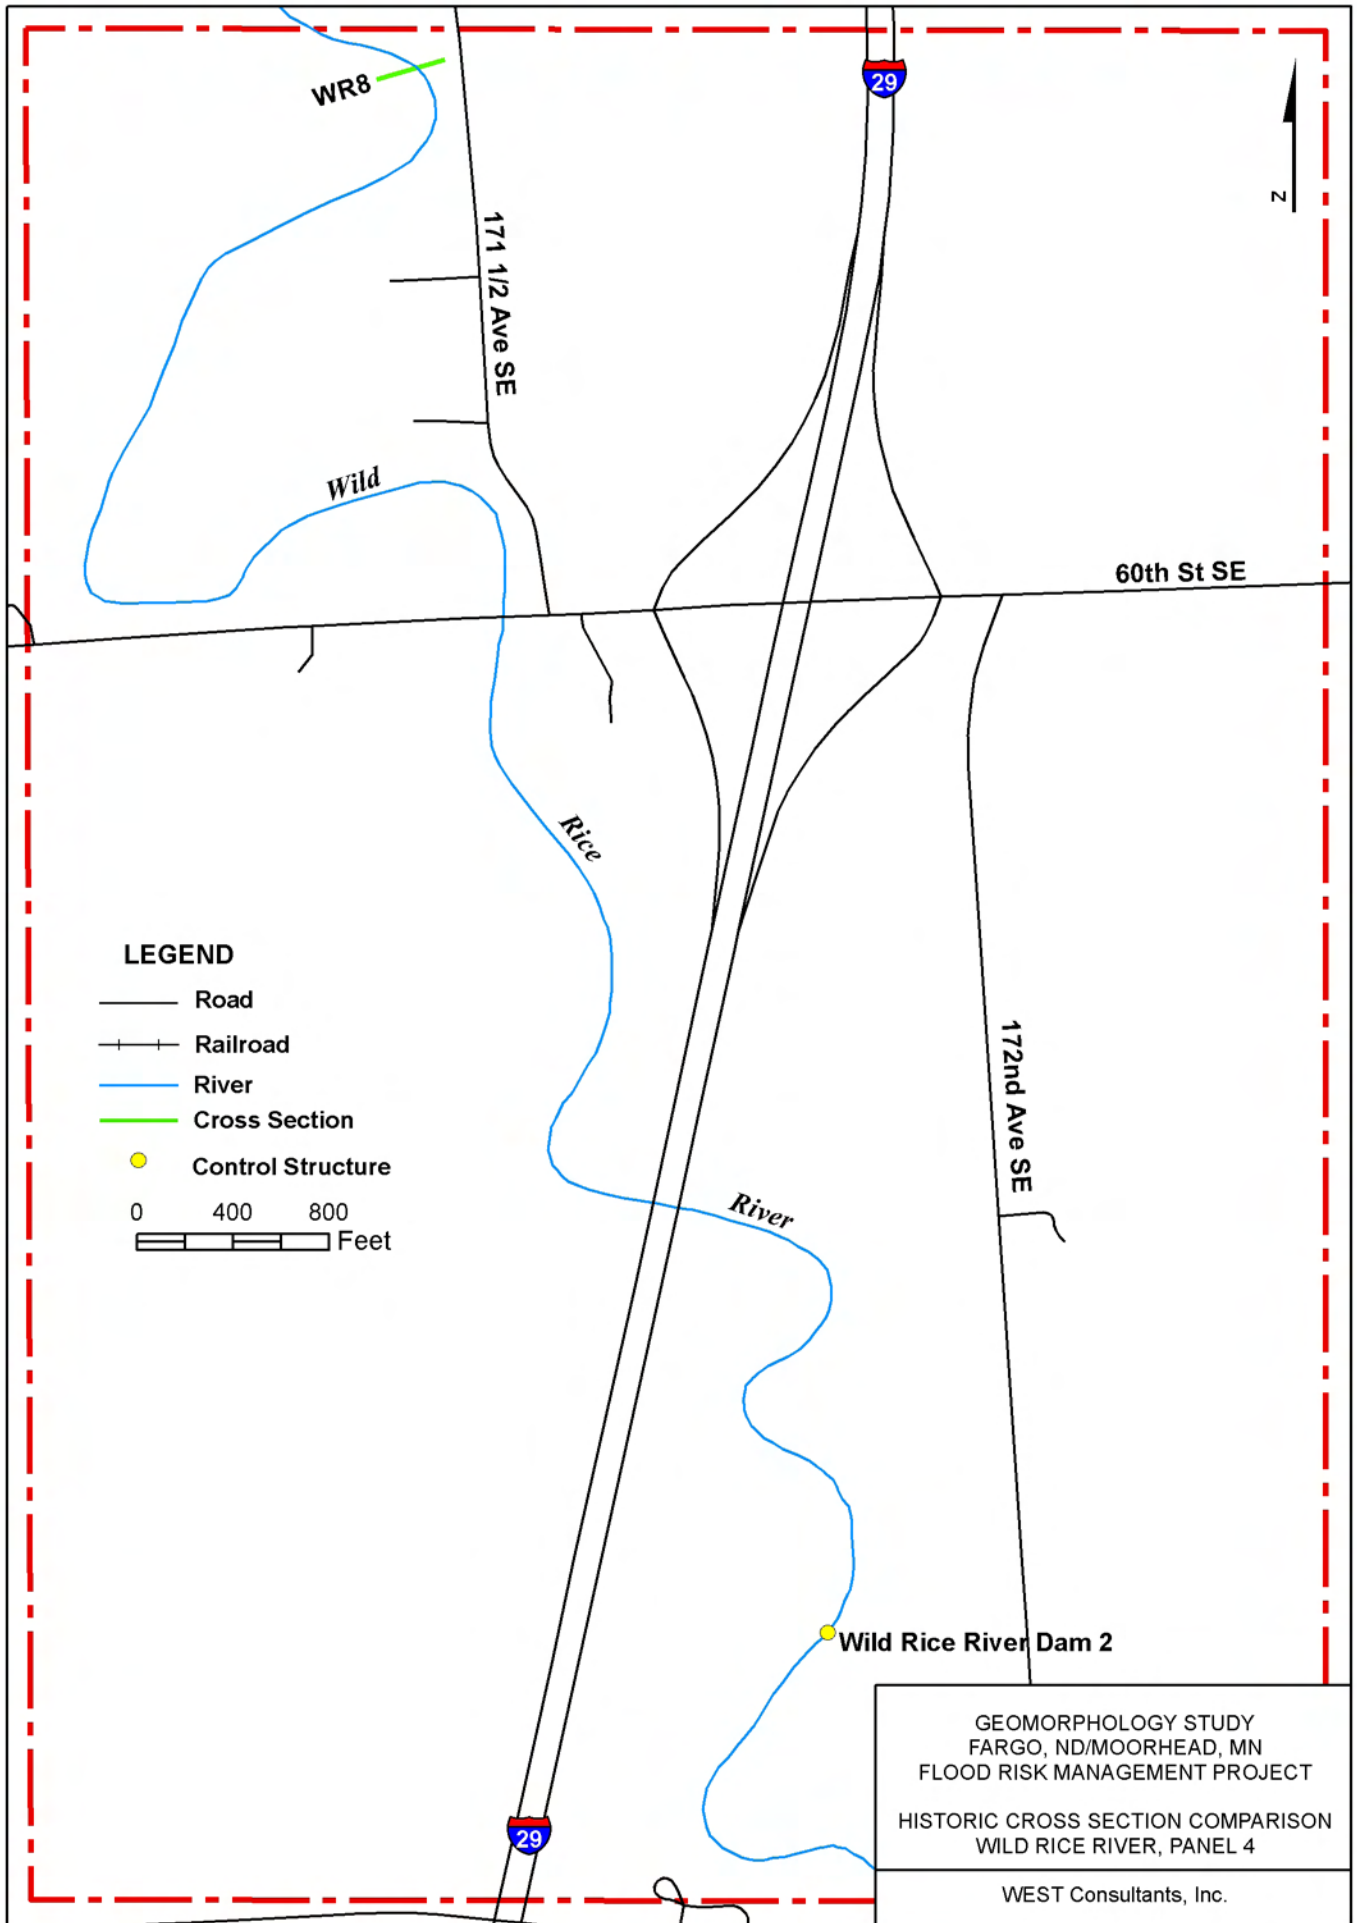 WR8
29
171 1/2 Ave SE
N
Wild
60th St SE
Rice
LEGEND
Road
Railroad
River
Cross Section
Control Structure
0 400 800
Feet
172nd Ave SE
River
Wild Rice River Dam 2
29
GEOMORPHOLOGY STUDY
FARGO, ND/MOORHEAD, MN
FLOOD RISK MANAGEMENT PROJECT
HISTORIC CROSS SECTION COMPARISON
WILD RICE RIVER, PANEL 4
WEST Consultants, Inc.